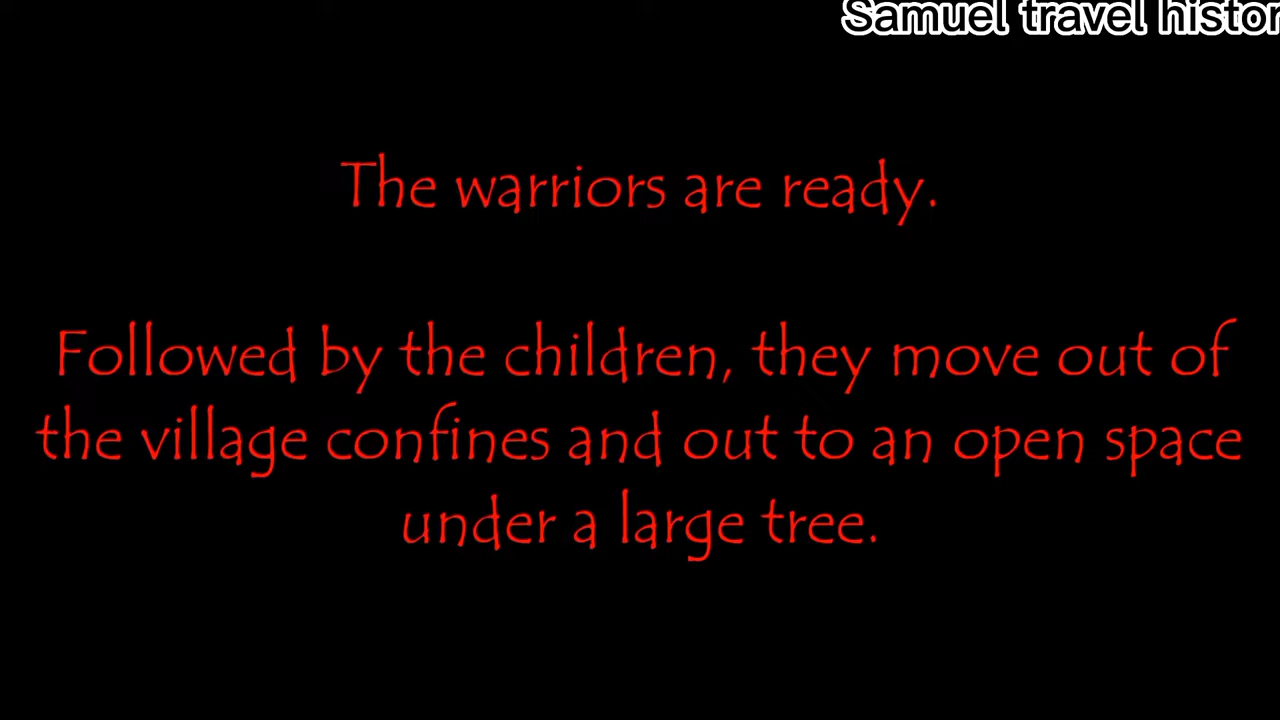 Samuel travel histor
The warriors are ready.
Followed by the children, they move out of
the village confines and out to an open space
under a large tree.